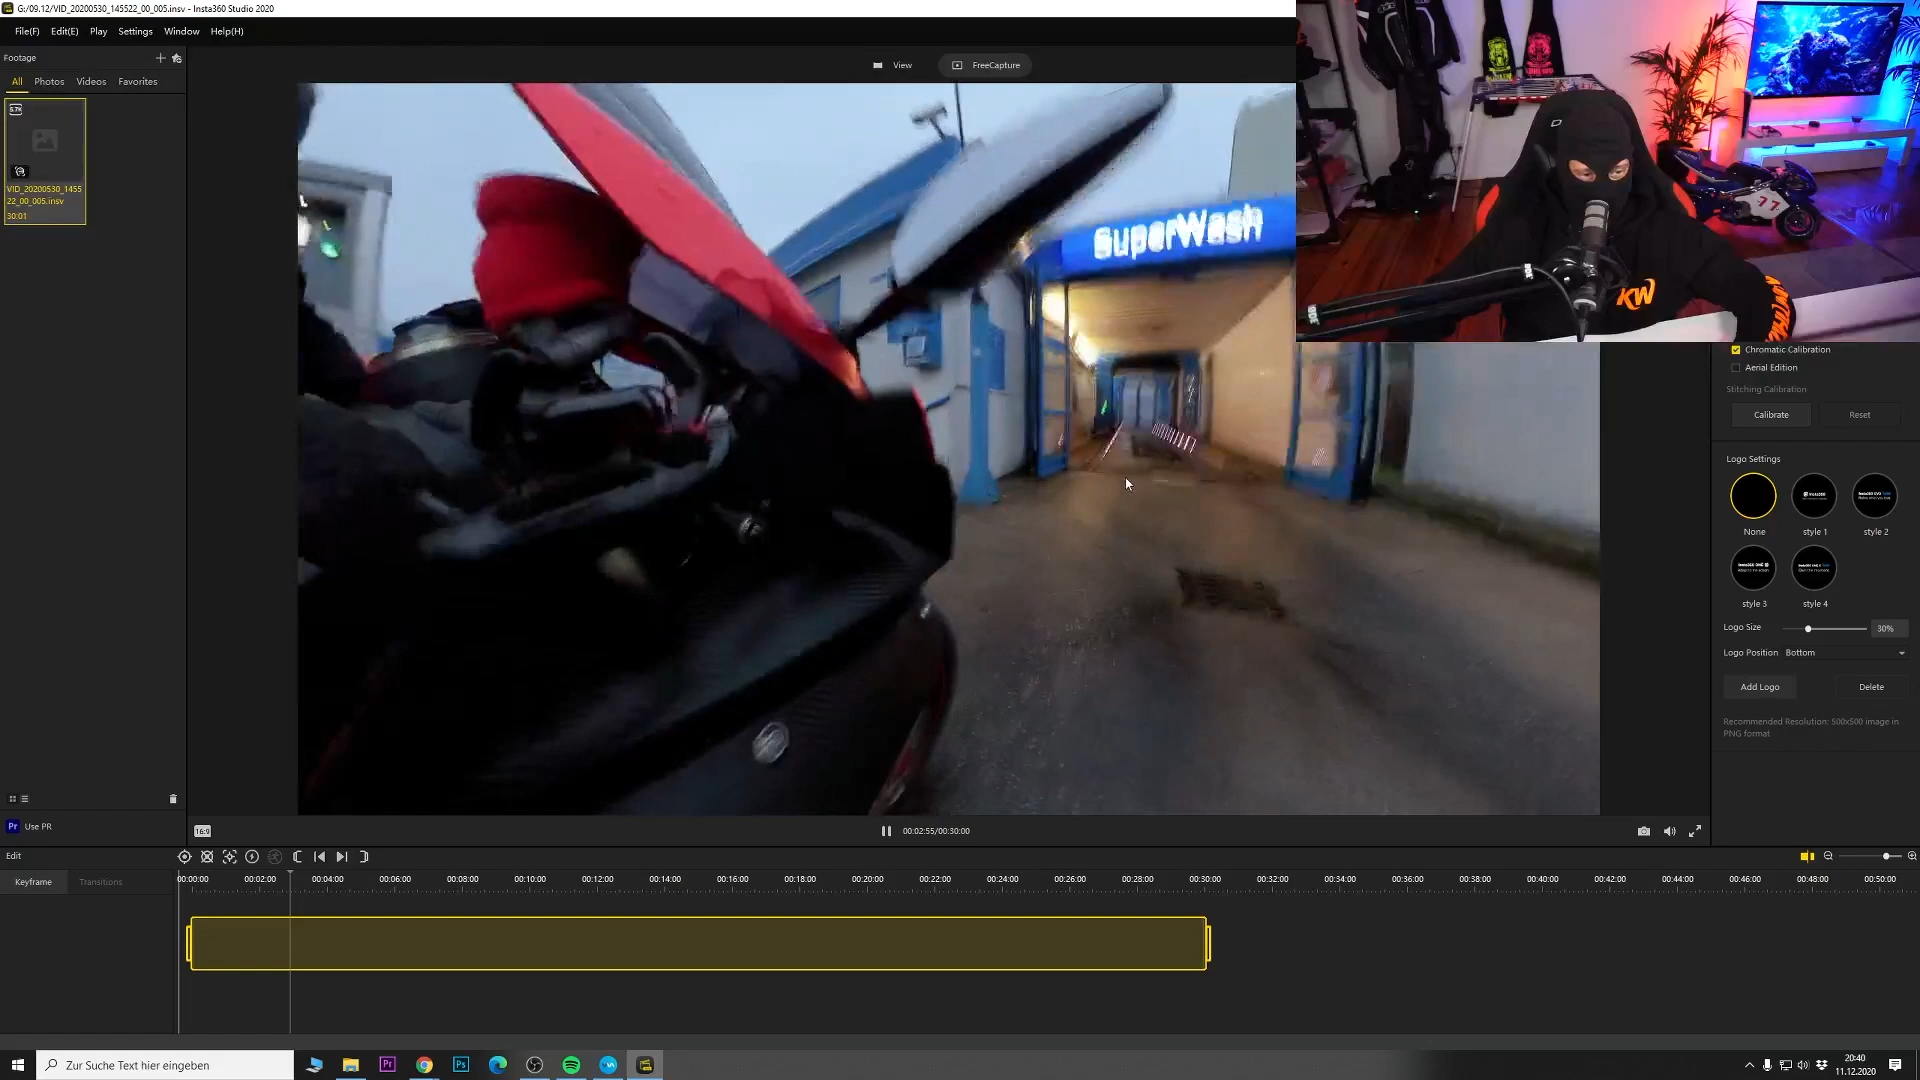 G:/09.12/VID_20200530_145522_00_005.insv - Insta360 Studio 2020
File(F) Edit(E) Play Settings Window Help(H)
Footage
All Photos Videos Favorites
5.7K
VID_20200530_1455
22_00_005.insv
30:01
View FreeCapture
SuperWash
77
KW
RØDE
RØDE
Chromatic Calibration
Aerial Edition
Stitching Calibration
Calibrate Reset
Logo Settings
None style 1 style 2
style 3 style 4
Logo Size 30%
Logo Position Bottom
Add Logo Delete
Recommended Resolution: 500x500 image in
PNG format
Pr Use PR
16:9
00:02:55/00:30:00
Edit
Keyframe Transitions
00:00:00 00:02:00 00:04:00 00:06:00 00:08:00 00:10:00 00:12:00 00:14:00 00:16:00 00:18:00 00:20:00 00:22:00 00:24:00 00:26:00 00:28:00 00:30:00 00:32:00 00:34:00 00:36:00 00:38:00 00:40:00 00:42:00 00:44:00 00:46:00 00:48:00 00:50:00
Zur Suche Text hier eingeben
Pr
Ps
20:40
11.12.2020